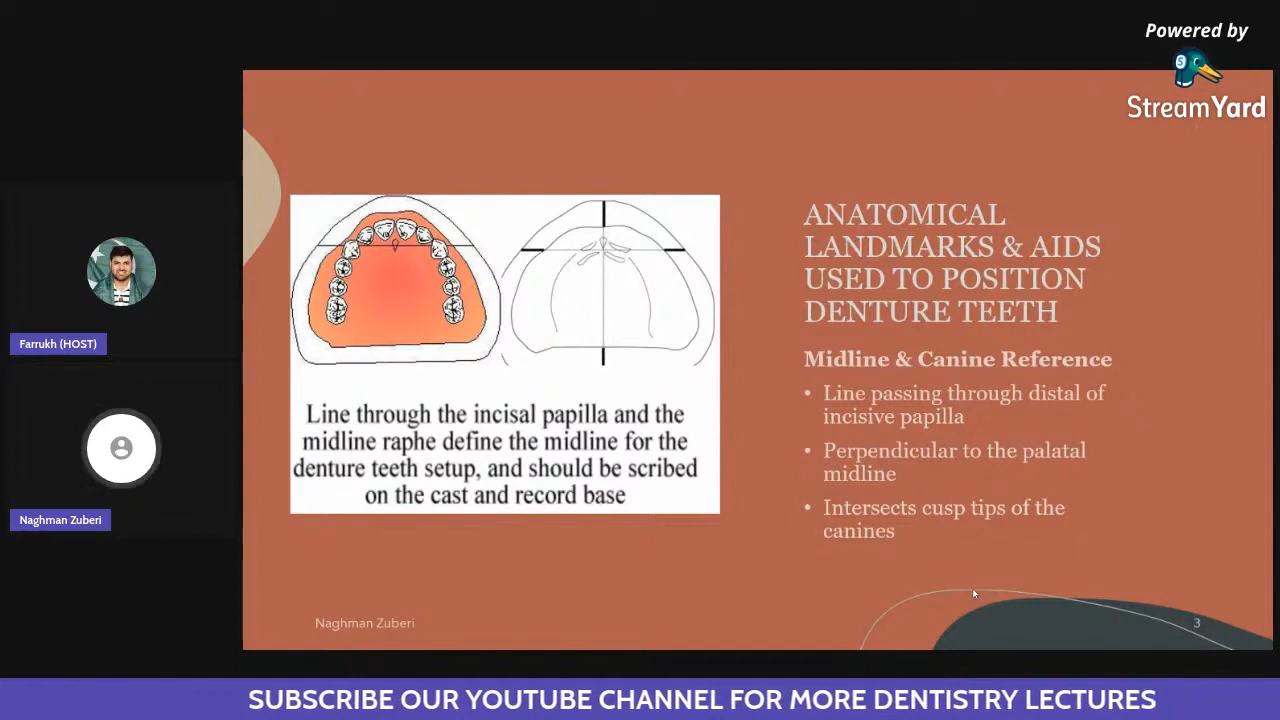 Powered by
StreamYard
ANATOMICAL
LANDMARKS & AIDS
USED TO POSITION
DENTURE TEETH
Midline & Canine Reference
• Line passing through distal of
incisive papilla
• Perpendicular to the palatal
midline
• Intersects cusp tips of the
canines
Line through the incisal papilla and the
midline raphe define the midline for the
denture teeth setup, and should be scribed
on the cast and record base
Farrukh (HOST)
Naghman Zuberi
Naghman Zuberi
3
SUBSCRIBE OUR YOUTUBE CHANNEL FOR MORE DENTISTRY LECTURES